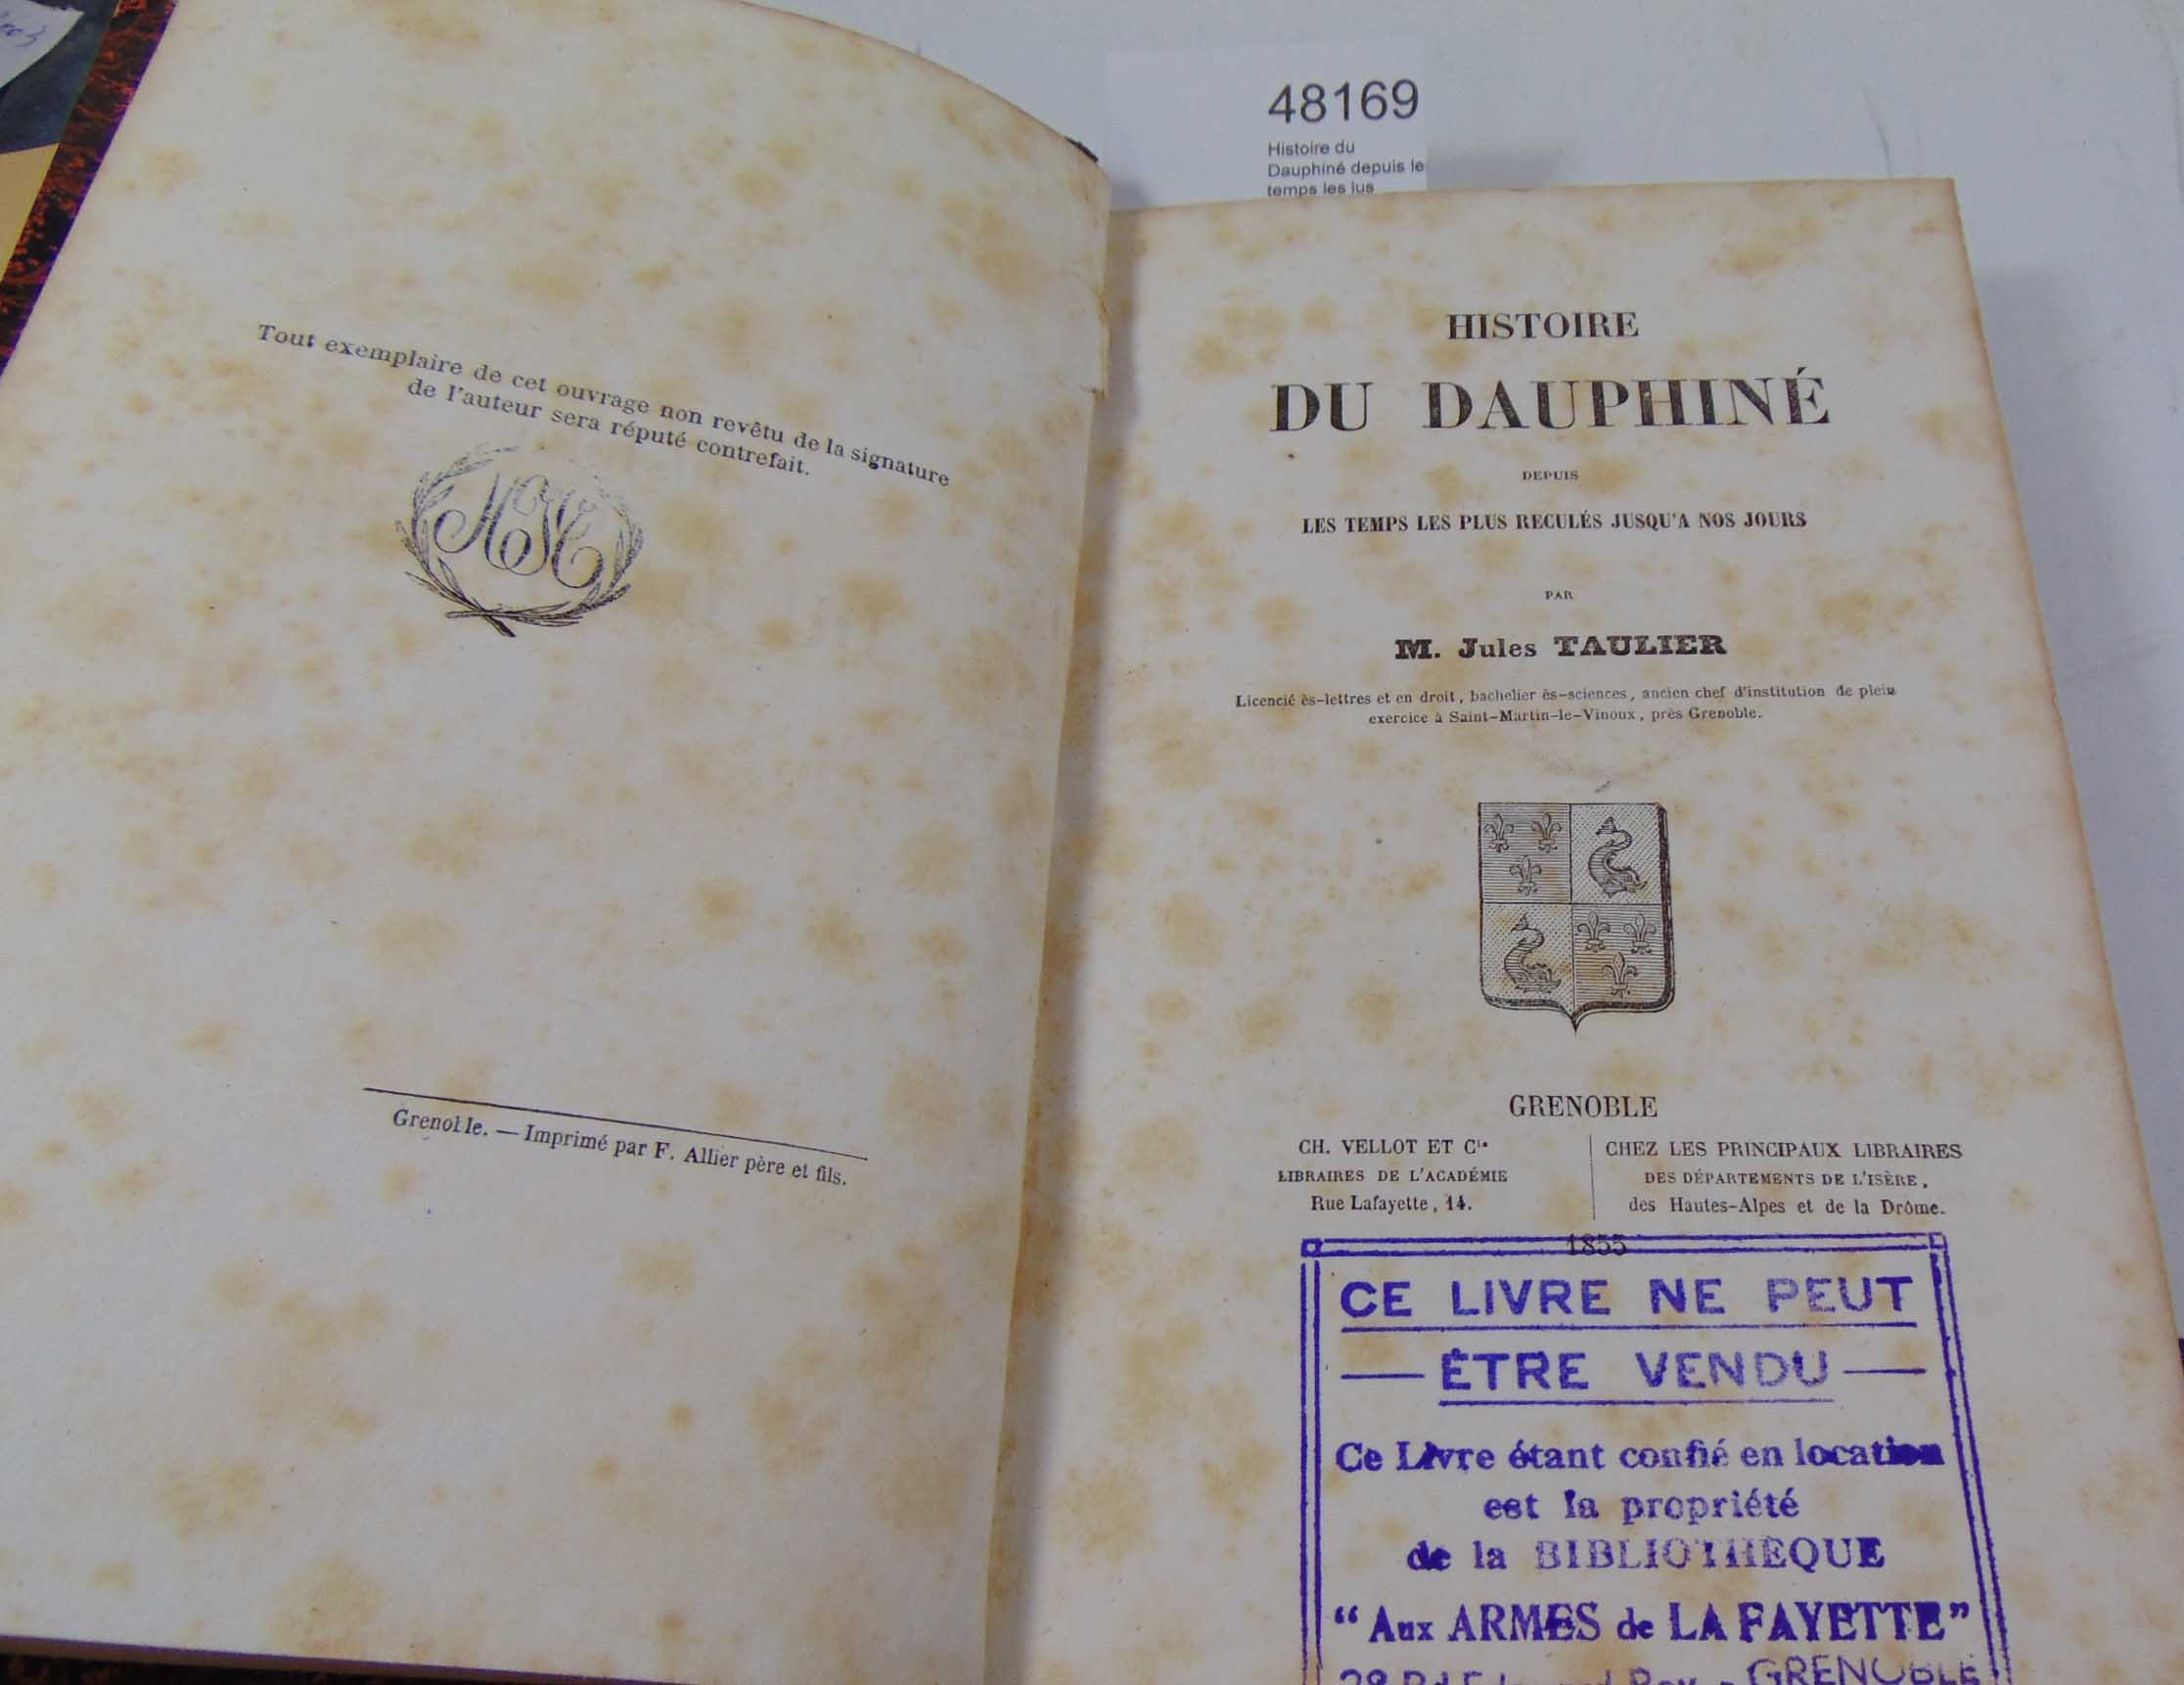 48169
Histoire du
Dauphiné depuis le
temps les lus
Tout exemplaire de cet ouvrage non revêtu de la signature
de l'auteur sera réputé contrefait.
Grenoble. — Imprimé par F. Allier père et fils.
HISTOIRE
DU DAUPHINÉ
DEPUIS
LES TEMPS LES PLUS RECULÉS JUSQU'A NOS JOURS
PAR
M. Jules TAULIER
Licencié ès-lettres et en droit, bachelier ès-sciences, ancien chef d'institution de plein
exercice à Saint-Martin-le-Vinoux, près Grenoble.
GRENOBLE
CH. VELLOT ET Cie
LIBRAIRES DE L'ACADÉMIE
Rue Lafayette, 14.
CHEZ LES PRINCIPAUX LIBRAIRES
DES DÉPARTEMENTS DE L'ISÈRE,
des Hautes-Alpes et de la Drôme.
1855
CE LIVRE NE PEUT
— ÊTRE VENDU —
Ce Livre étant confié en location
est la propriété
de la BIBLIOTHÈQUE
"Aux ARMES de LA FAYETTE"
GRENOBLE